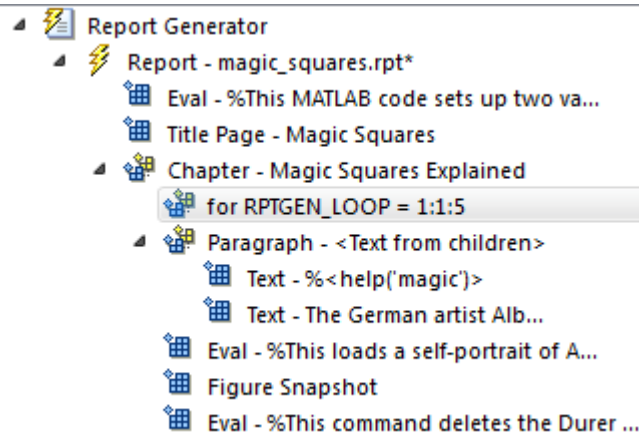 Report Generator
Report - magic_squares.rpt*
Eval - %This MATLAB code sets up two va...
Title Page - Magic Squares
Chapter - Magic Squares Explained
for RPTGEN_LOOP = 1:1:5
Paragraph - <Text from children>
Text - %<help('magic')>
Text - The German artist Alb...
Eval - %This loads a self-portrait of A...
Figure Snapshot
Eval - %This command deletes the Durer ...